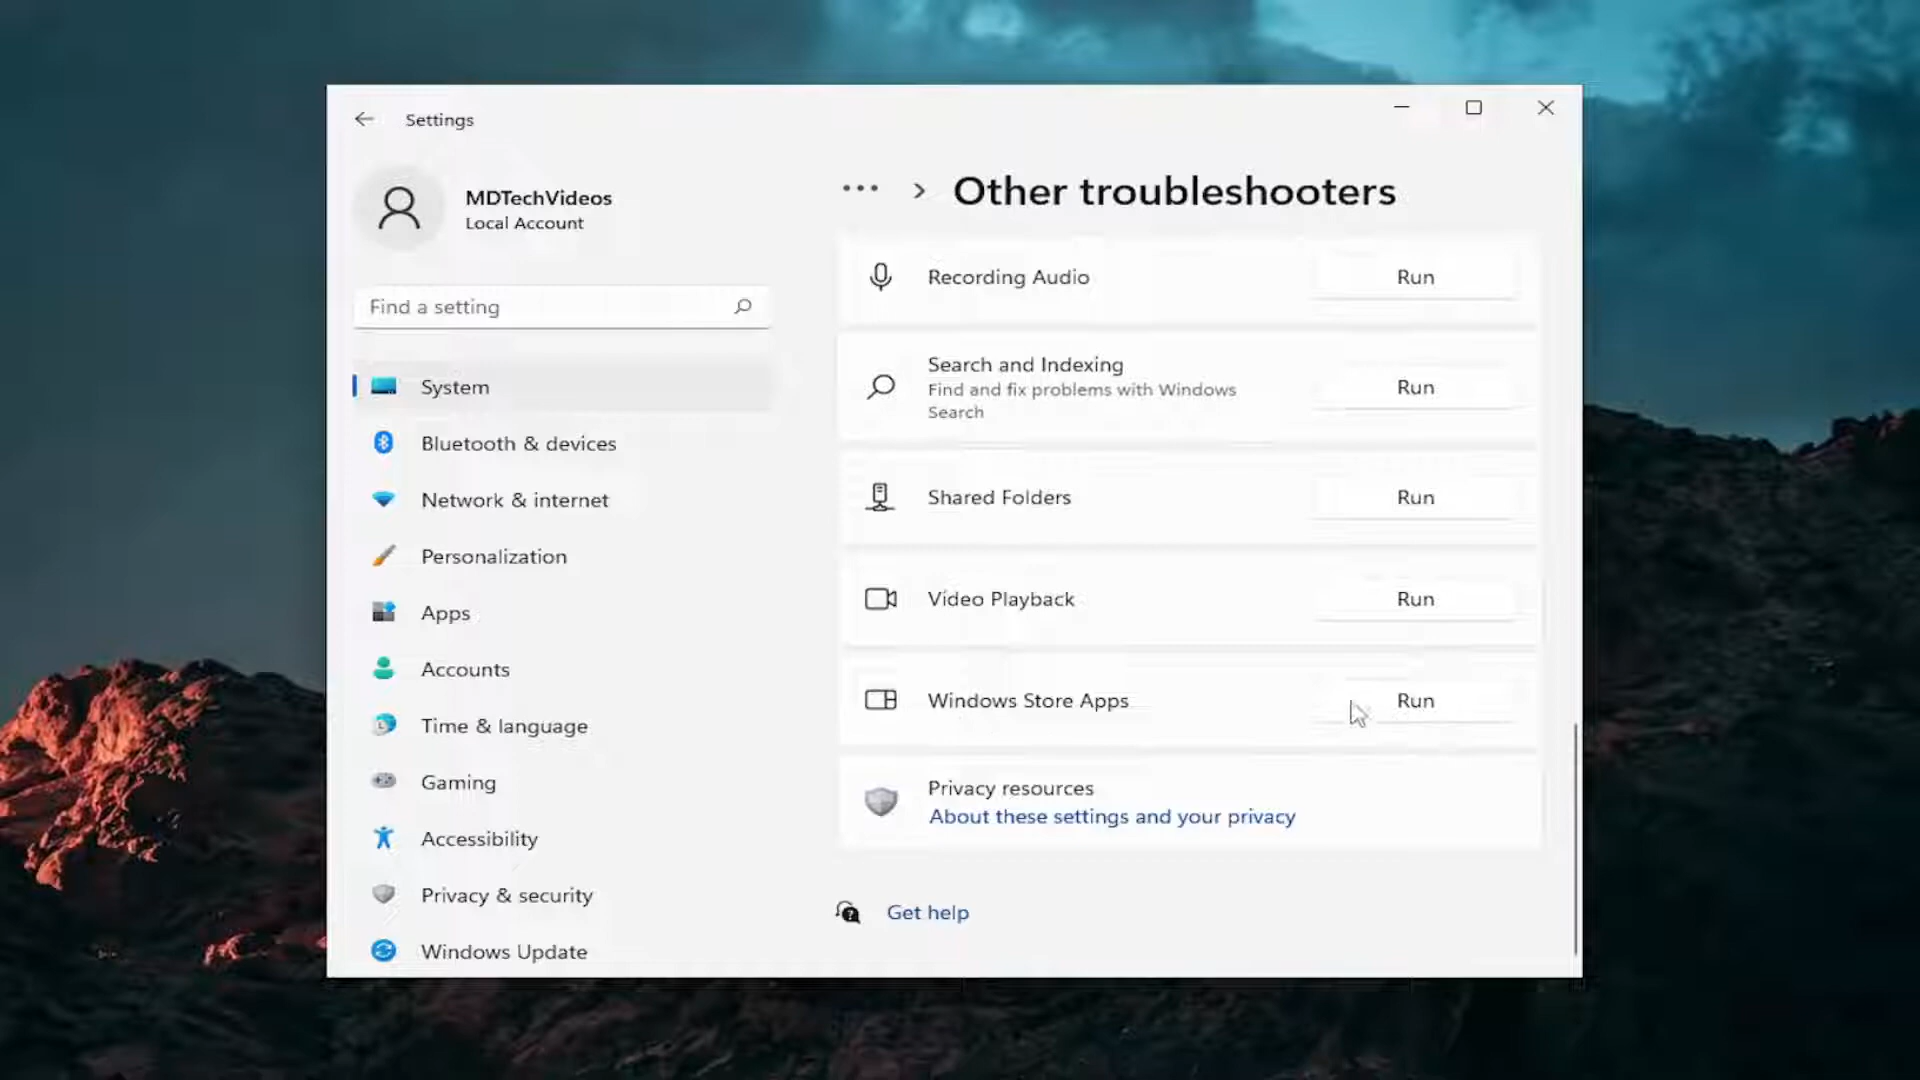 Settings
MDTechVideos
Local Account
Find a setting
System
Bluetooth & devices
Network & internet
Personalization
Apps
Accounts
Time & language
Gaming
Accessibility
Privacy & security
Windows Update
Other troubleshooters
Recording Audio
Run
Search and Indexing
Find and fix problems with Windows
Search
Run
Shared Folders
Run
Video Playback
Run
Windows Store Apps
Run
Privacy resources
About these settings and your privacy
Get help